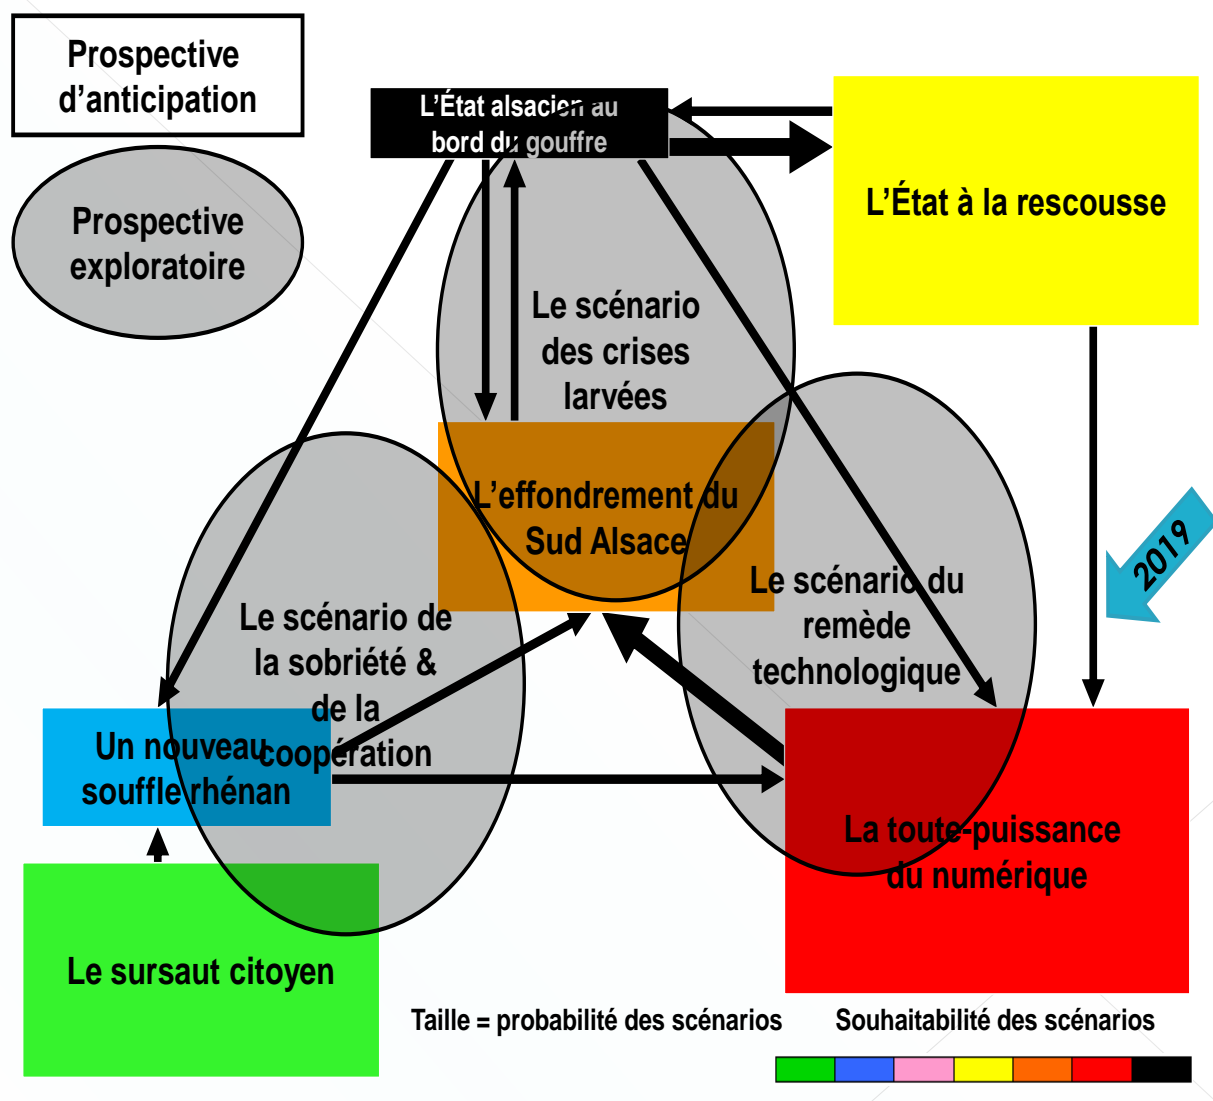 Prospective
d’anticipation
L’État alsacien au
bord du gouffre
L’État à la rescousse
Prospective
exploratoire
Le scénario
des crises
larvées
L’effondrement du
Sud Alsace
2019
Le scénario du
remède
technologique
Le scénario de
la sobriété &
de la
coopération
Un nouveau
souffle rhénan
La toute-puissance
du numérique
Le sursaut citoyen
Taille = probabilité des scénarios
Souhaitabilité des scénarios